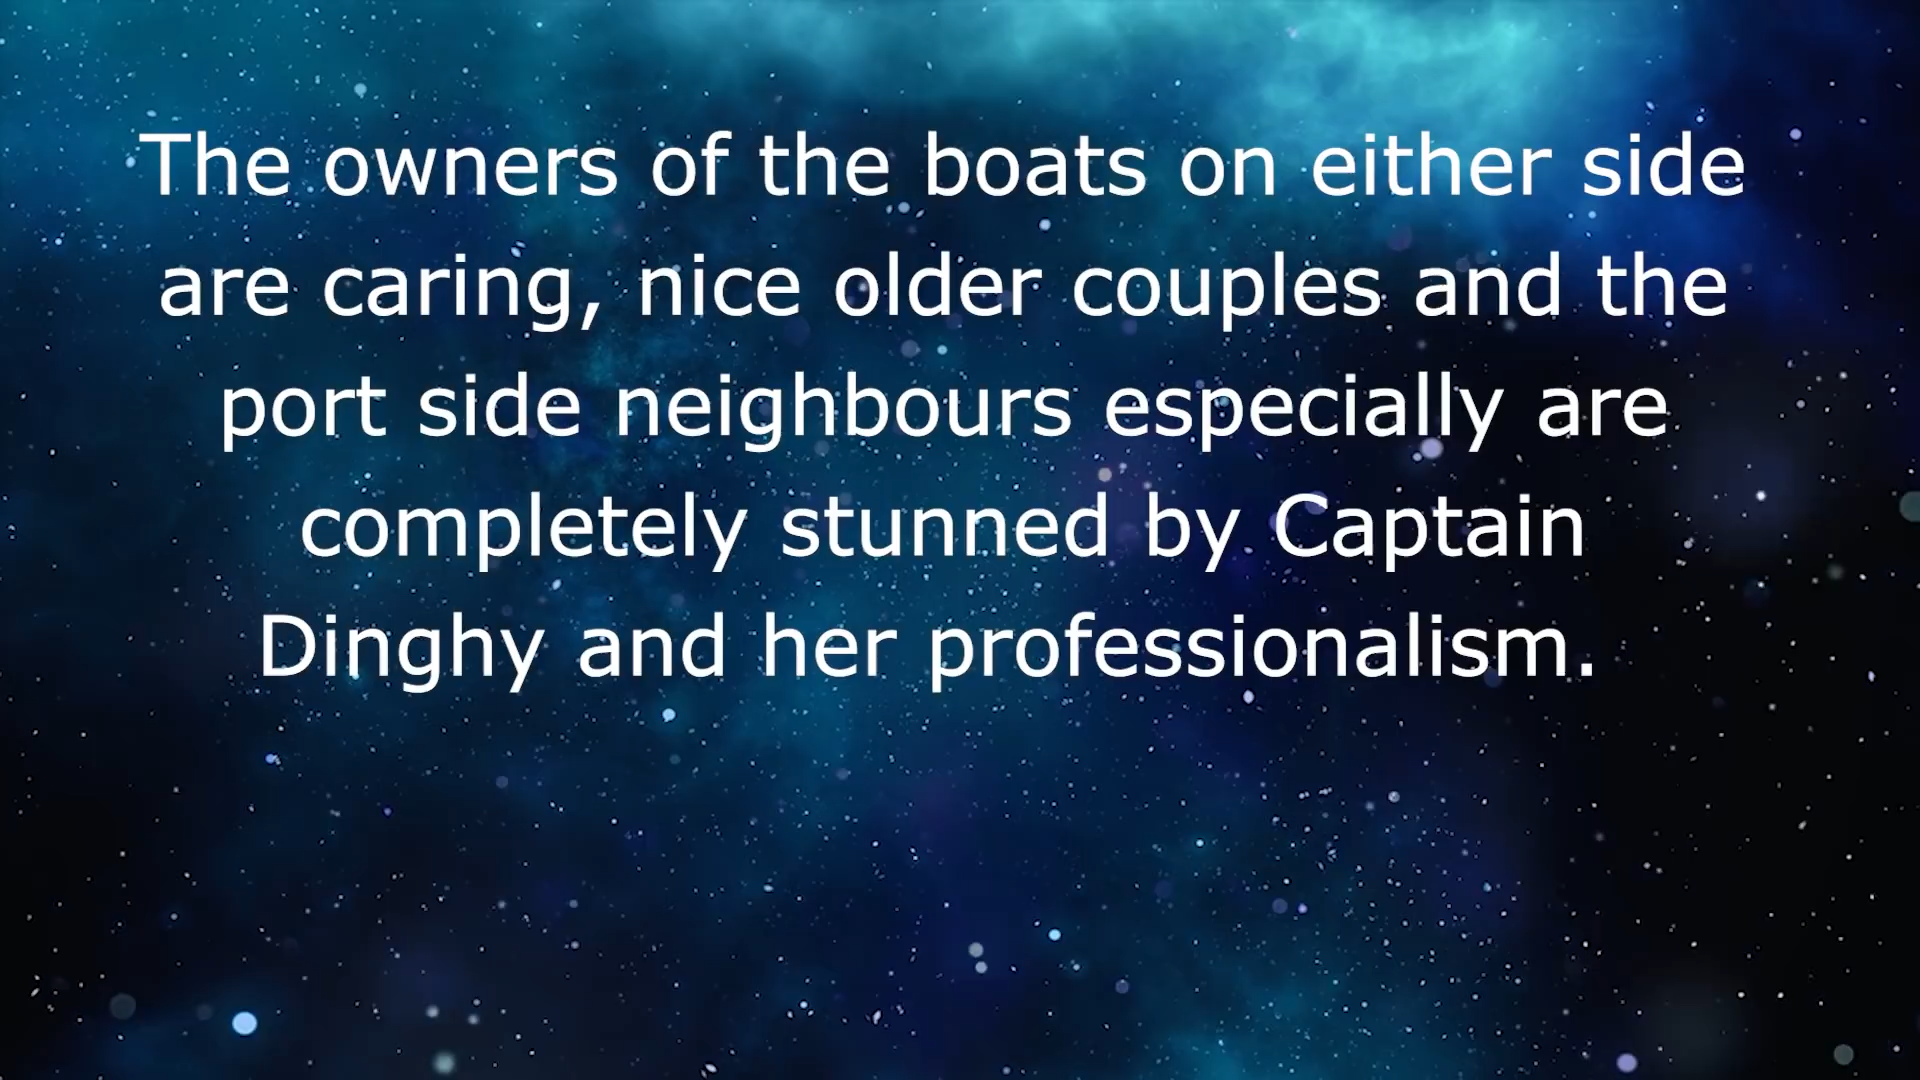 The owners of the boats on either side
are caring, nice older couples and the
port side neighbours especially are
completely stunned by Captain
Dinghy and her professionalism.